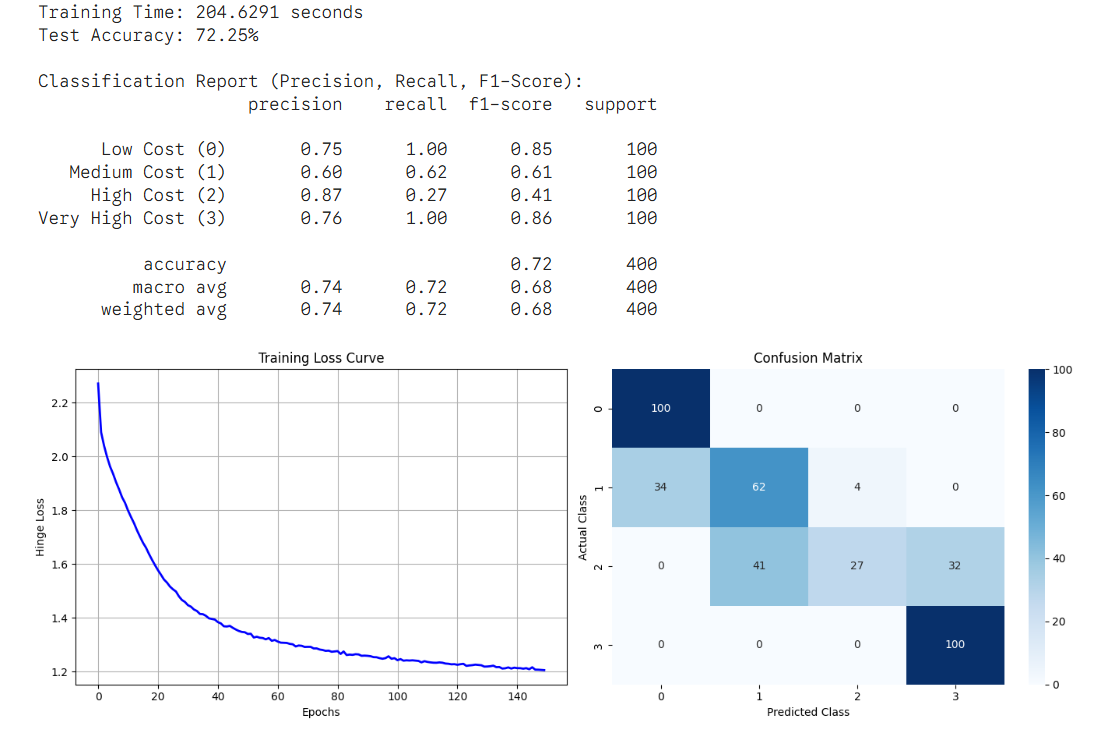 Training Time: 204.6291 seconds
Test Accuracy: 72.25%
Classification Report (Precision, Recall, F1-Score):
precision recall f1-score support
Low Cost (0) 0.75 1.00 0.85 100
Medium Cost (1) 0.60 0.62 0.61 100
High Cost (2) 0.87 0.27 0.41 100
Very High Cost (3) 0.76 1.00 0.86 100
accuracy 0.72 400
macro avg 0.74 0.72 0.68 400
weighted avg 0.74 0.72 0.68 400
Training Loss Curve
2.2
2.0
1.8
1.6
1.4
1.2
Hinge Loss
0 20 40 60 80 100 120 140
Epochs
Confusion Matrix
0 100 0 0 0
1 34 62 4 0
2 0 41 27 32
3 0 0 0 100
Actual Class
0 1 2 3
Predicted Class
100
80
60
40
20
0